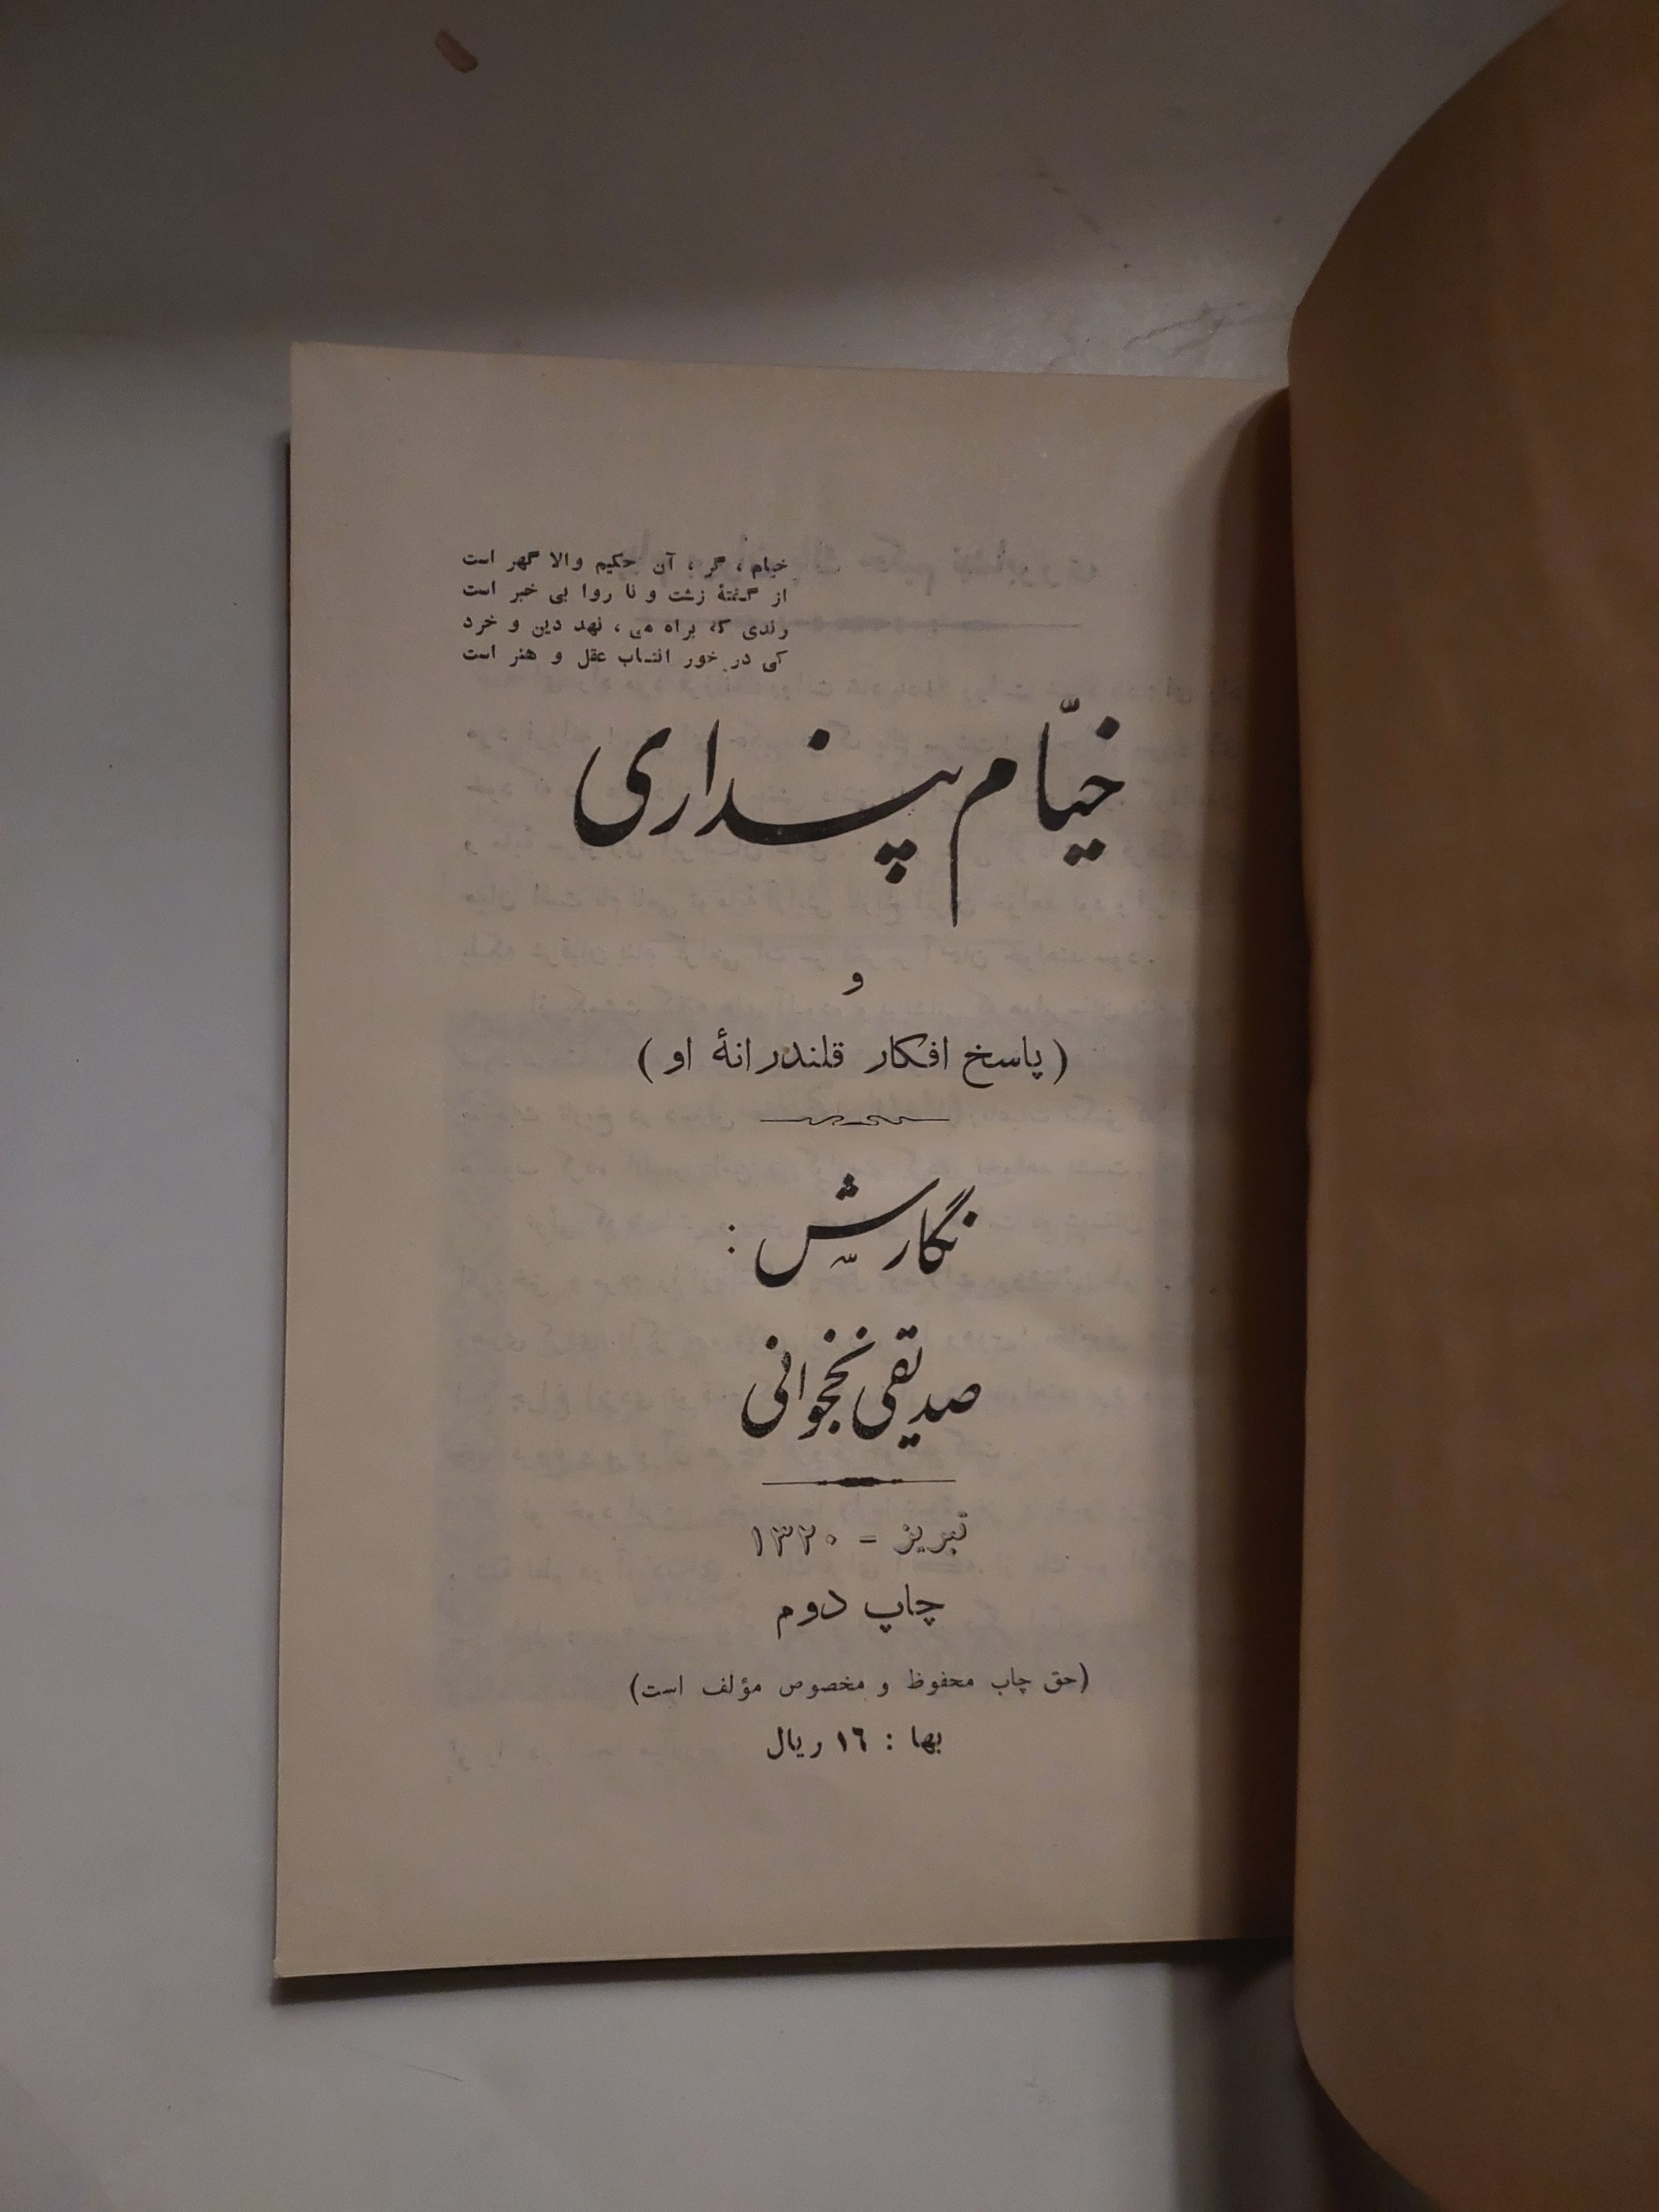 خیام ، گر ، آن حکیم والا گهر است
از گفتهٔ زشت و نا روا بی خبر است
رندی که براه می ، نهد دین و خرد
کی در خور انتساب عقل و هنر است
خیّام پنداری
و
(پاسخ افکار قلندرانهٔ او)
نگارش :
صدیقی نخجوانی
تبریز = ۱۳۲۰
چاپ دوم
(حق چاپ محفوظ و مخصوص مؤلف است)
بها : ۱٦ ریال